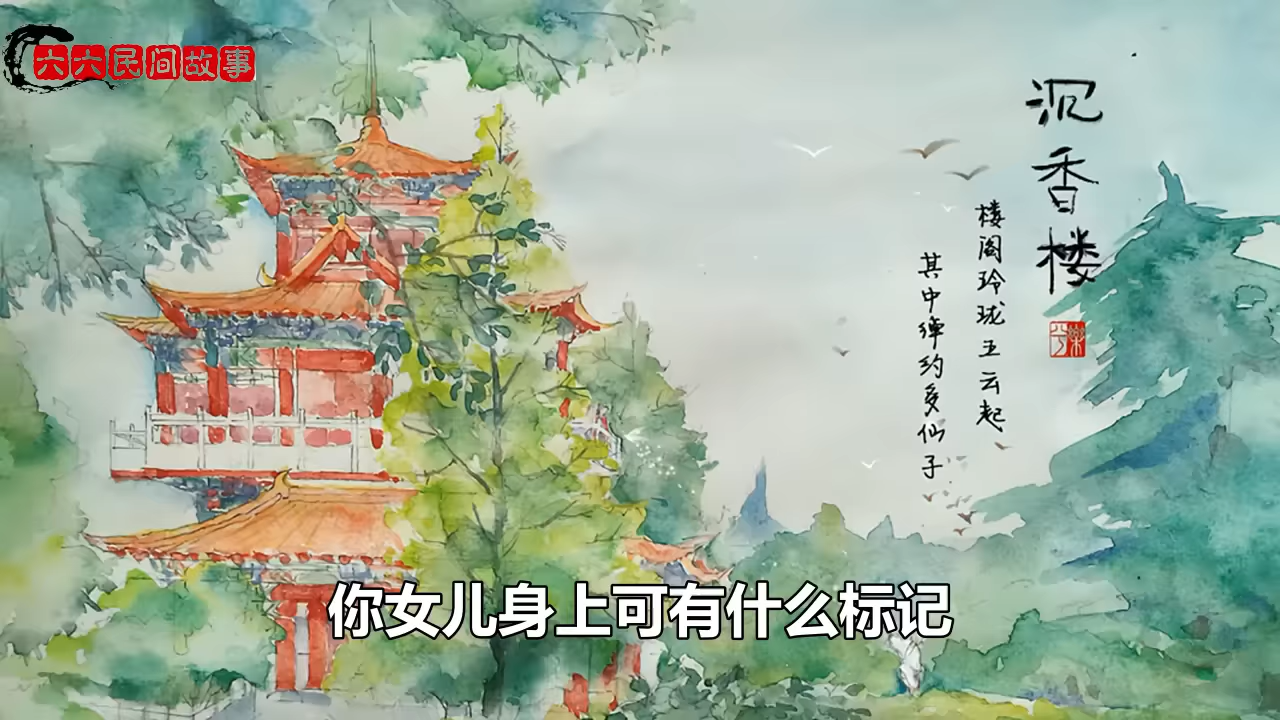 六六民间故事
沉香楼
楼阁玲珑五云起
其中绰约多仙子
你女儿身上可有什么标记